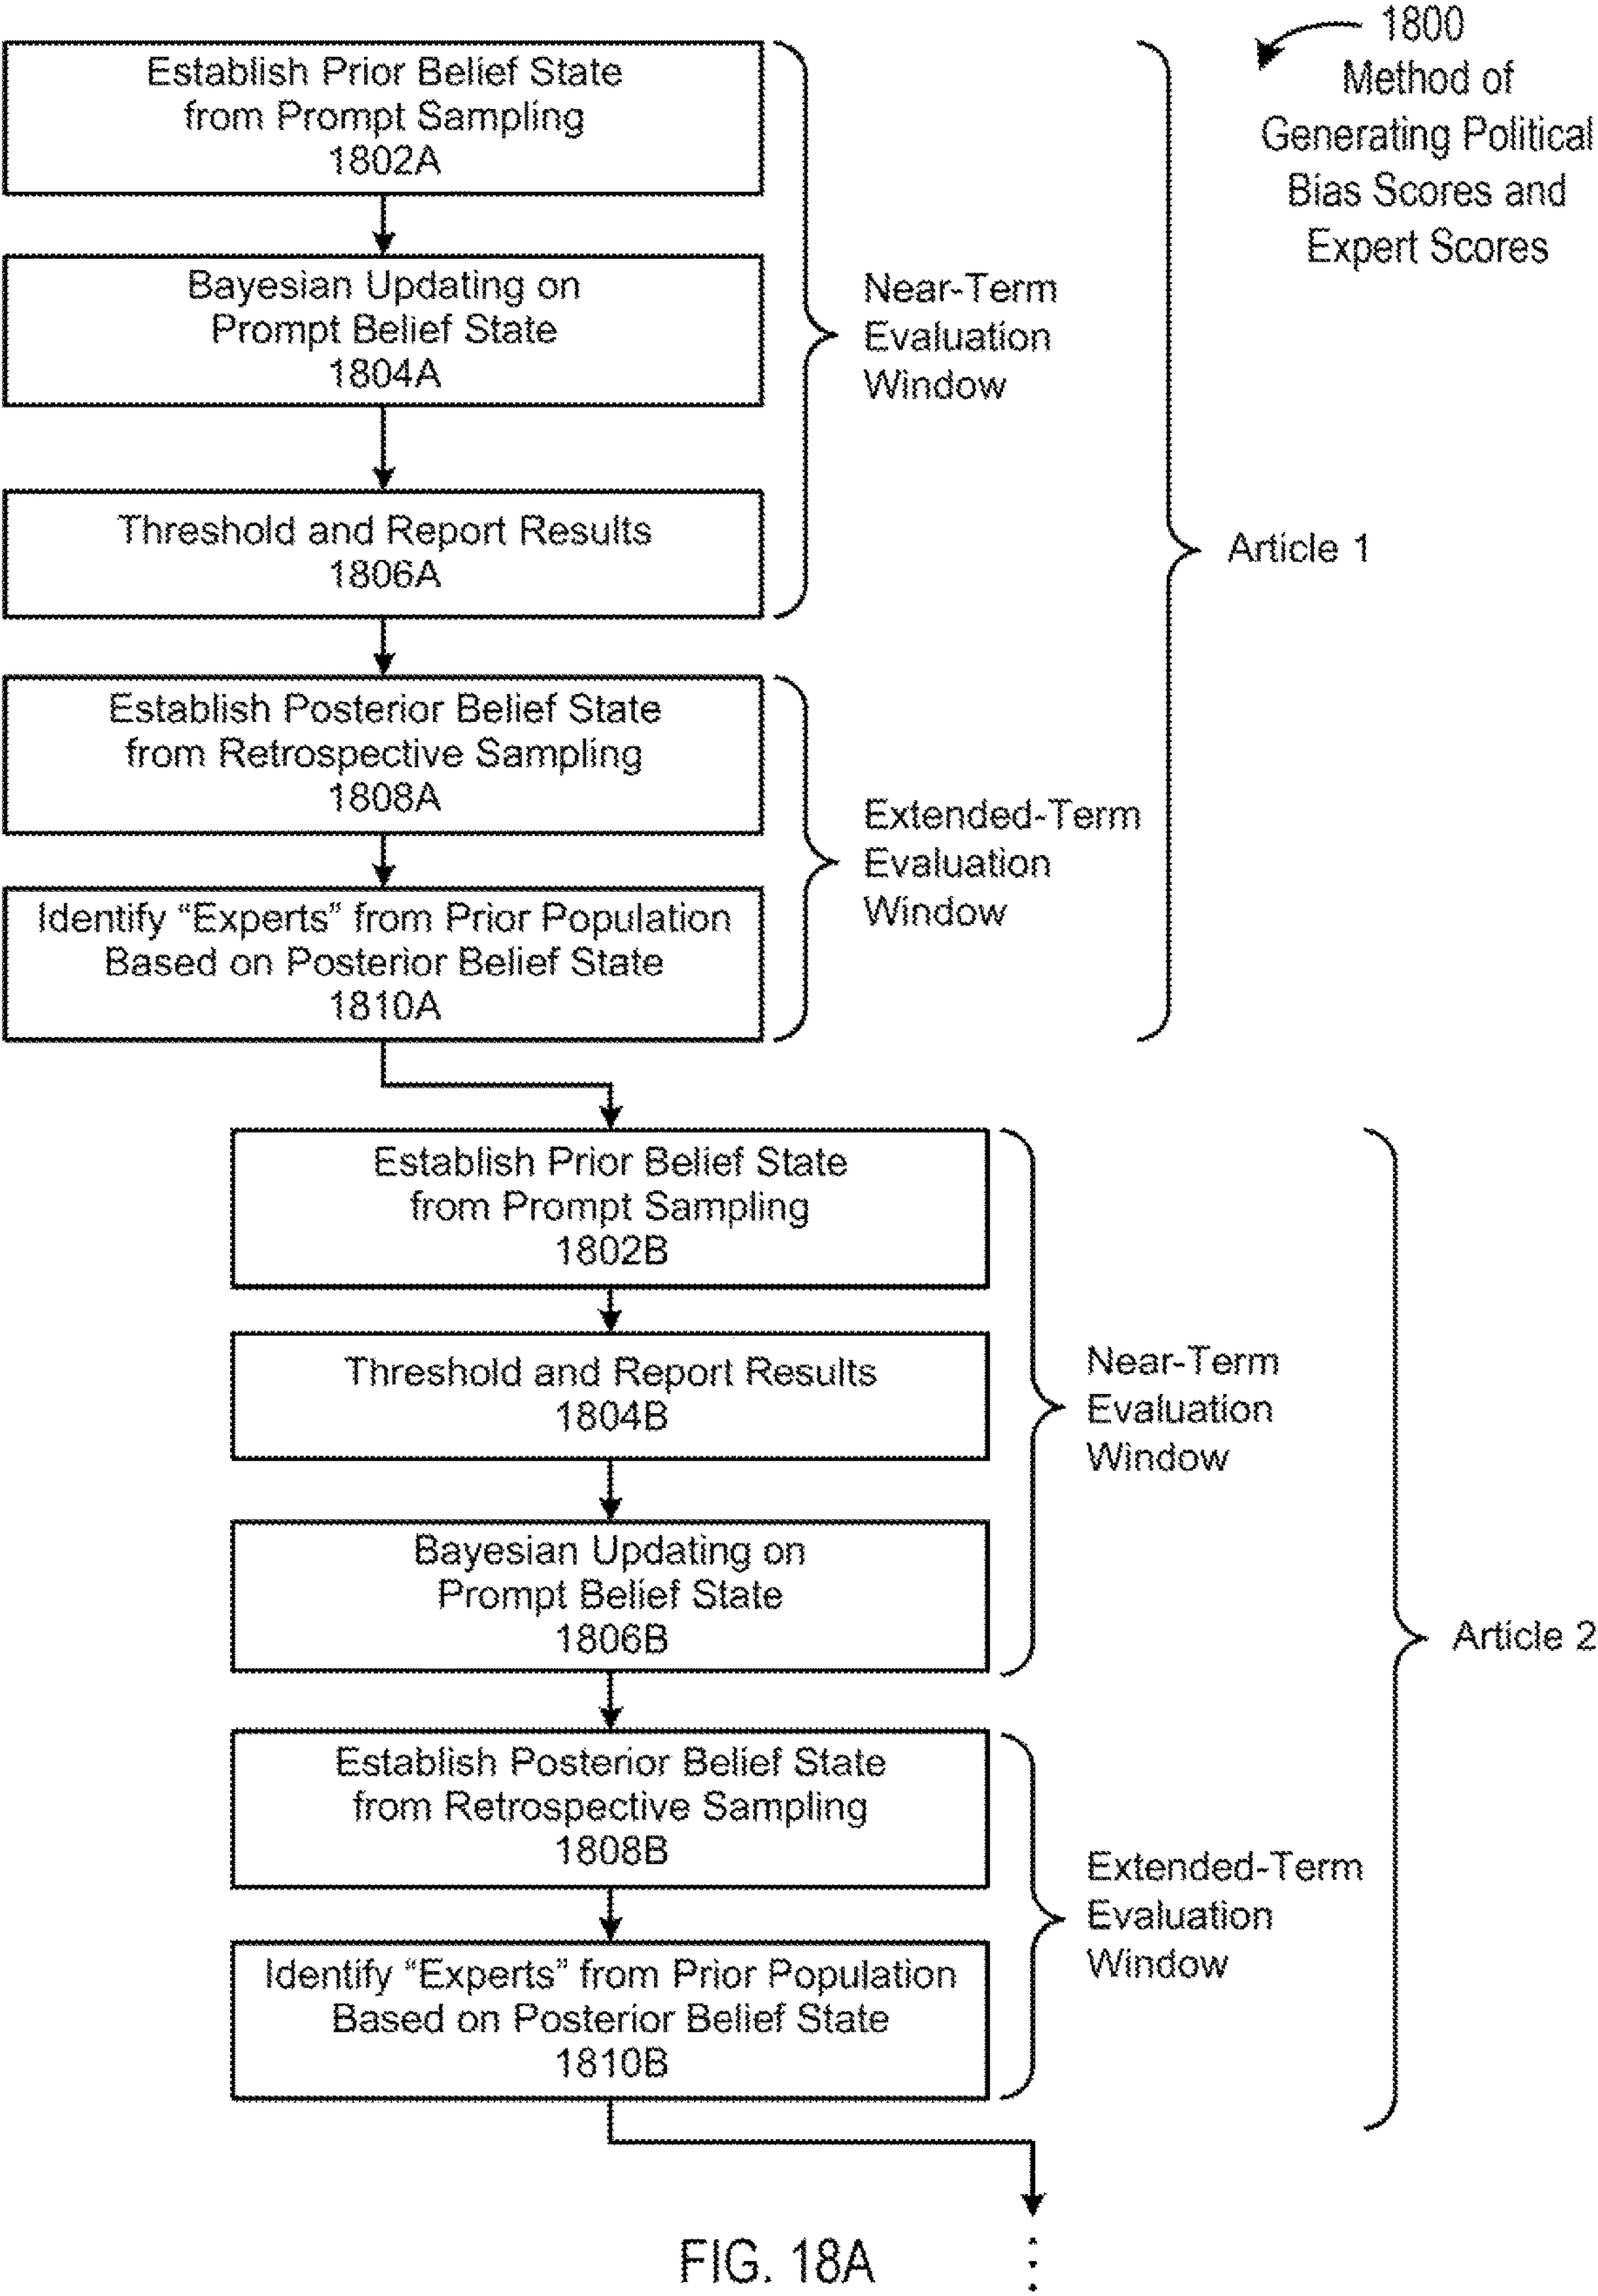 1800
Method of
Generating Political
Bias Scores and
Expert Scores
Establish Prior Belief State
from Prompt Sampling
1802A
Bayesian Updating on
Prompt Belief State
1804A
Threshold and Report Results
1806A
Near-Term
Evaluation
Window
Establish Posterior Belief State
from Retrospective Sampling
1808A
Identify “Experts” from Prior Population
Based on Posterior Belief State
1810A
Extended-Term
Evaluation
Window
Article 1
Establish Prior Belief State
from Prompt Sampling
1802B
Threshold and Report Results
1804B
Bayesian Updating on
Prompt Belief State
1806B
Near-Term
Evaluation
Window
Establish Posterior Belief State
from Retrospective Sampling
1808B
Identify “Experts” from Prior Population
Based on Posterior Belief State
1810B
Extended-Term
Evaluation
Window
Article 2
FIG. 18A